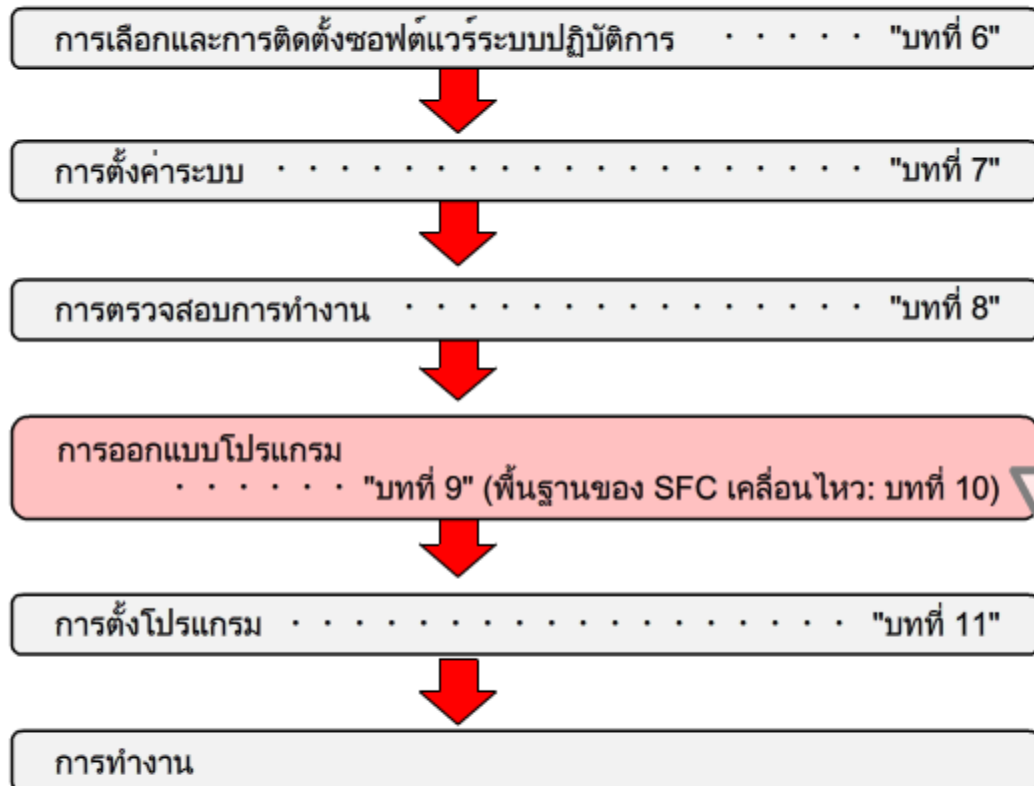 การเลือกและการติดตั้งซอฟต์แวร์ระบบปฏิบัติการ · · · · · "บทที่ 6"
การตั้งค่าระบบ · · · · · · · · · · · · · · · · · · · "บทที่ 7"
การตรวจสอบการทำงาน · · · · · · · · · · · · · · · "บทที่ 8"
การออกแบบโปรแกรม
· · · · · · "บทที่ 9" (พื้นฐานของ SFC เคลื่อนไหว: บทที่ 10)
การตั้งโปรแกรม · · · · · · · · · · · · · · · · · · "บทที่ 11"
การทำงาน